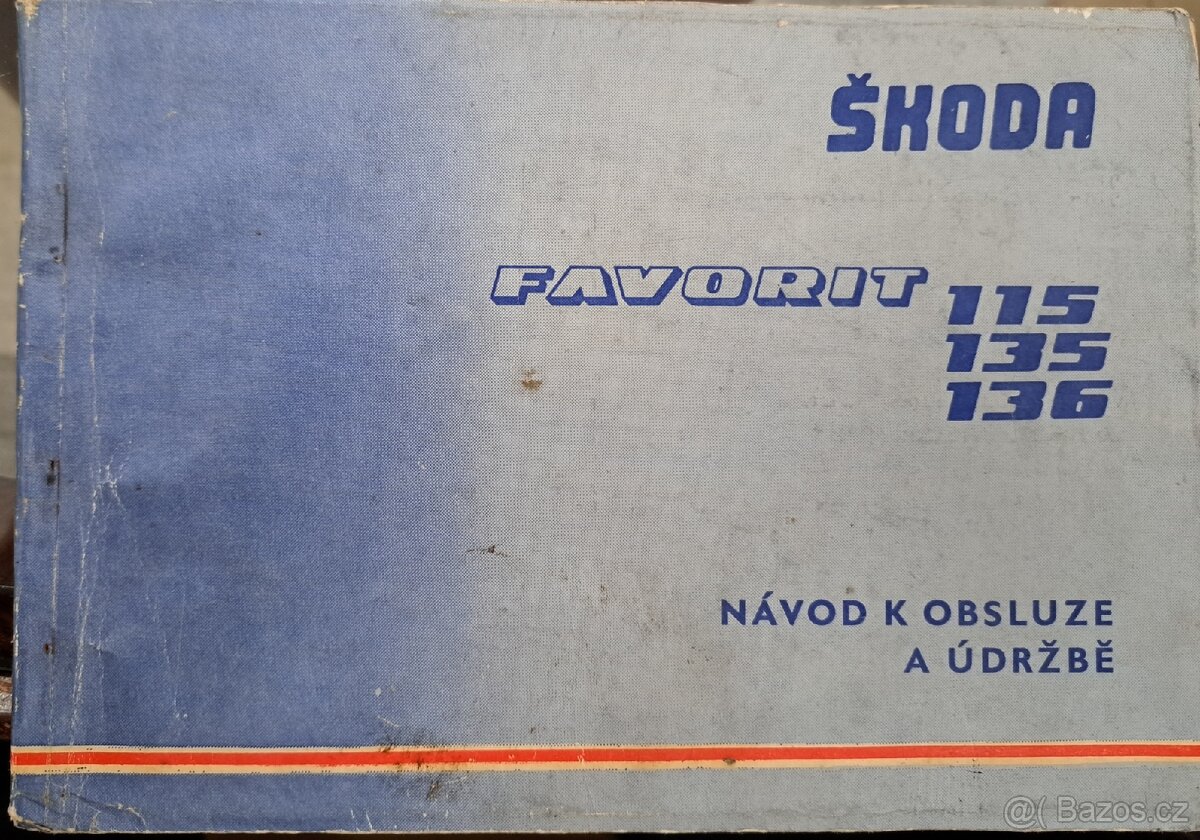 ŠKODA
FAVORIT 115
135
136
NÁVOD K OBSLUZE
A ÚDRŽBĚ
@( Bazos.cz